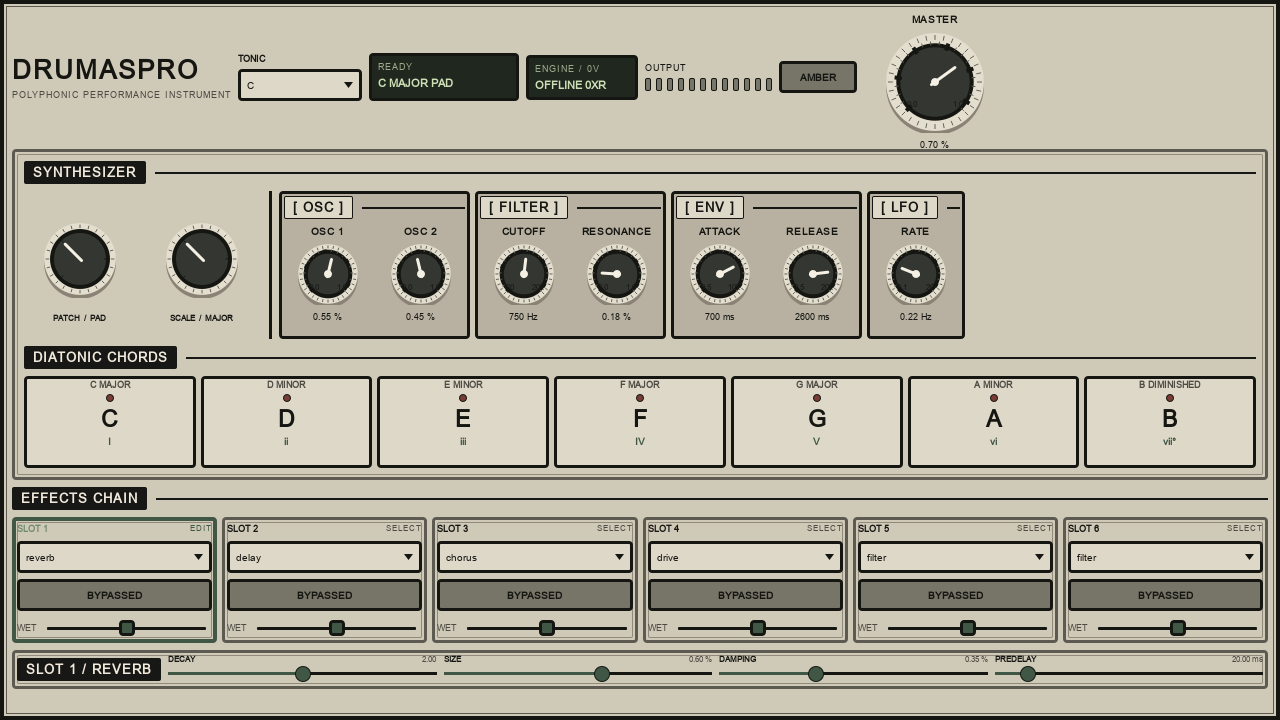 MASTER
DRUMASPRO
POLYPHONIC PERFORMANCE INSTRUMENT
TONIC
C
READY
C MAJOR PAD
ENGINE / 0V
OFFLINE 0XR
OUTPUT
AMBER
0.70 %
SYNTHESIZER
PATCH / PAD
SCALE / MAJOR
[ OSC ]
OSC 1
OSC 2
0.55 %
0.45 %
[ FILTER ]
CUTOFF
RESONANCE
750 Hz
0.18 %
[ ENV ]
ATTACK
RELEASE
700 ms
2600 ms
[ LFO ]
RATE
0.22 Hz
DIATONIC CHORDS
C MAJOR
C
I
D MINOR
D
ii
E MINOR
E
iii
F MAJOR
F
IV
G MAJOR
G
V
A MINOR
A
vi
B DIMINISHED
B
vii°
EFFECTS CHAIN
SLOT 1 EDIT
reverb
BYPASSED
WET
SLOT 2 SELECT
delay
BYPASSED
WET
SLOT 3 SELECT
chorus
BYPASSED
WET
SLOT 4 SELECT
drive
BYPASSED
WET
SLOT 5 SELECT
filter
BYPASSED
WET
SLOT 6 SELECT
filter
BYPASSED
WET
SLOT 1 / REVERB
DECAY 2.00
SIZE 0.60 %
DAMPING 0.35 %
PREDELAY 20.00 ms